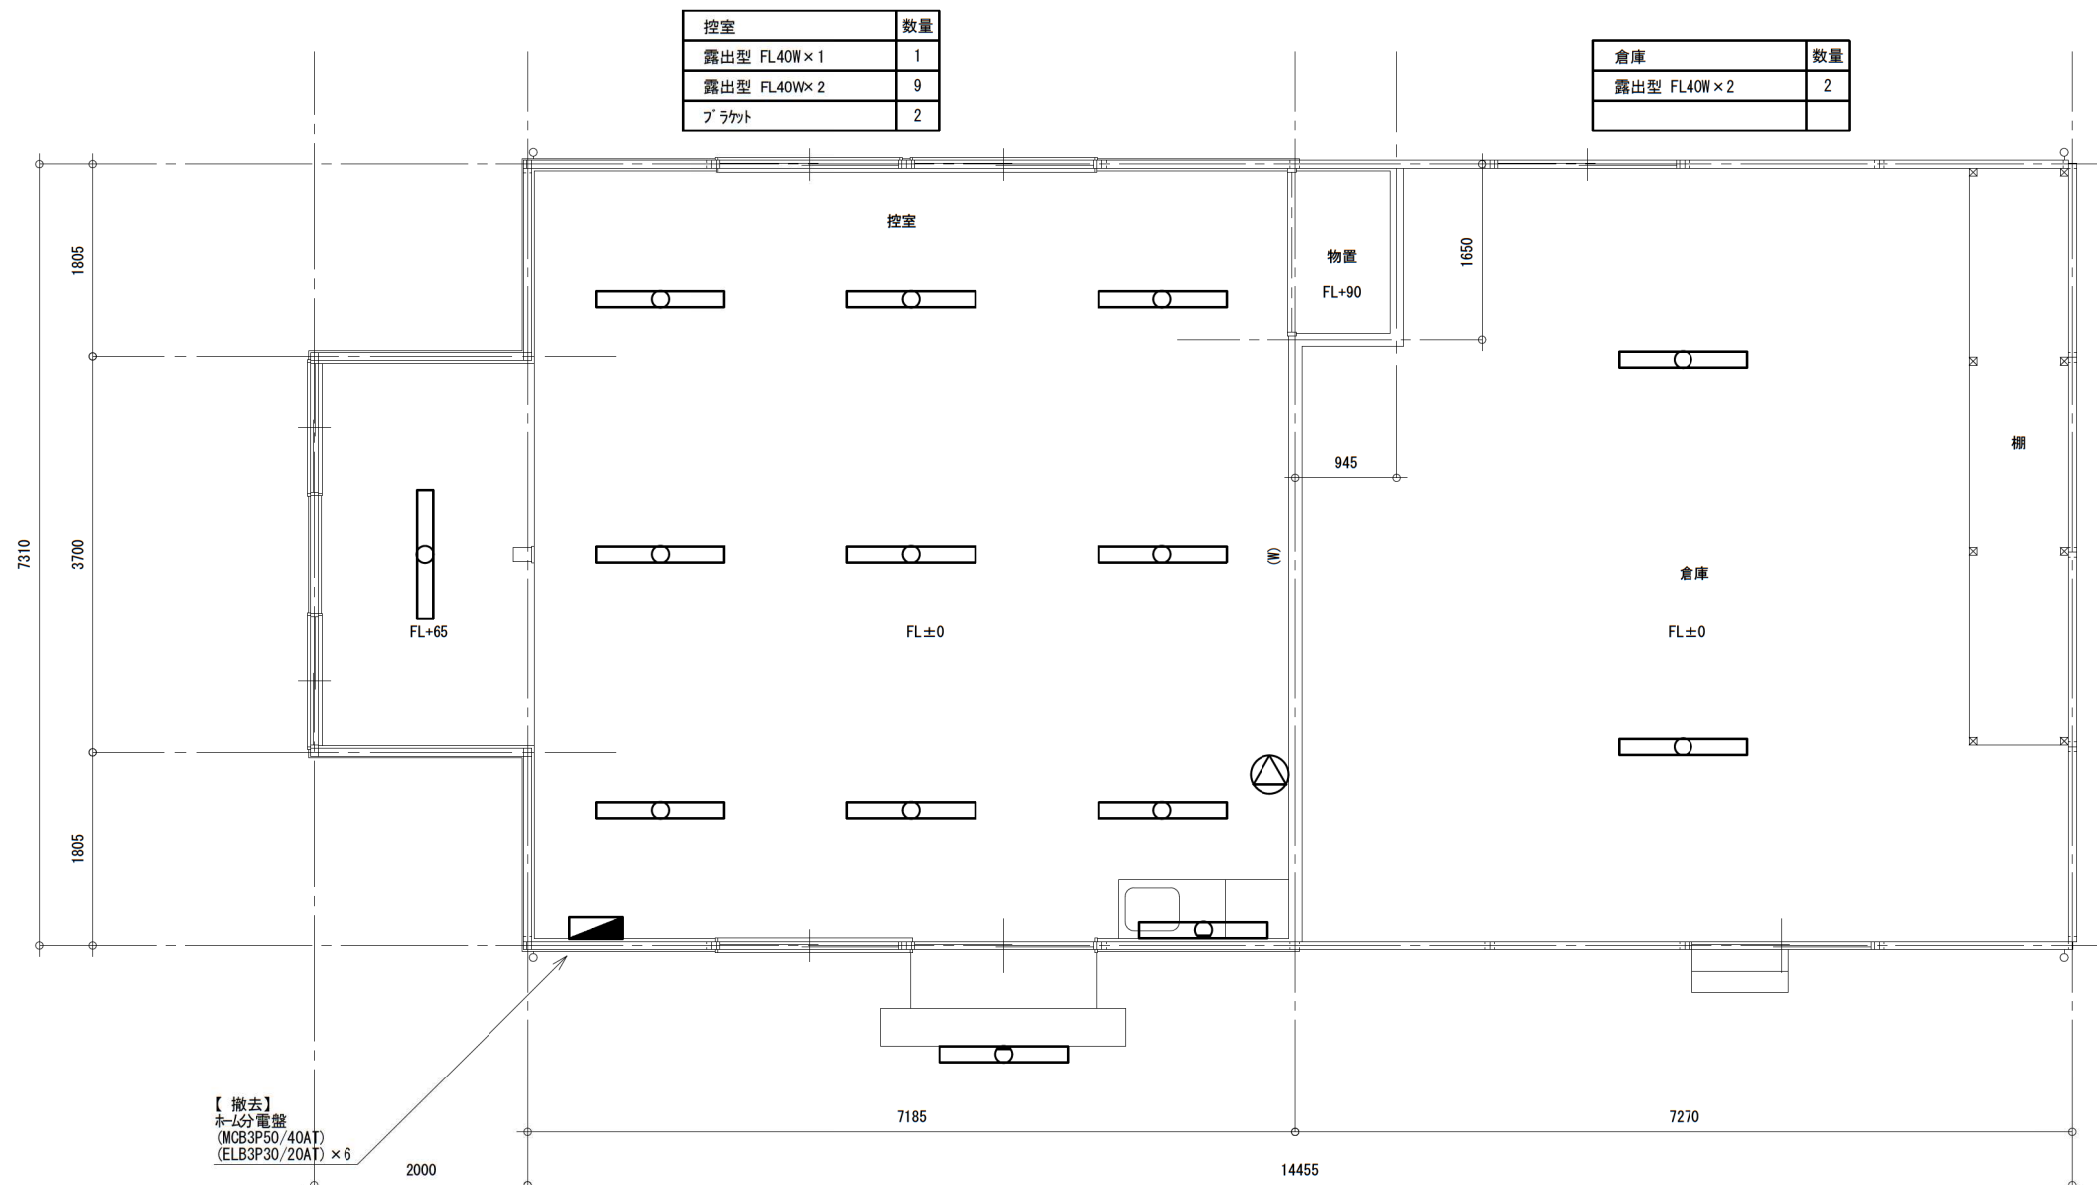 控室 数量
露出型 FL40W×1 1
露出型 FL40W×2 9
ブラケット 2
倉庫 数量
露出型 FL40W×2 2
控室
物置
FL+90
1650
1805
945
棚
7310
3700
(W)
倉庫
FL+65
FL±0
FL±0
1805
【 撤去】
ホーム分電盤
(MCB3P50/40AT)
(ELB3P30/20AT) ×6
7185
7270
2000
14455